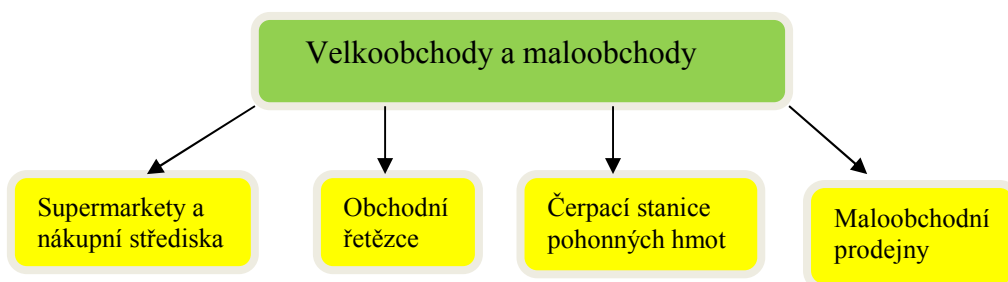 Velkoobchody a maloobchody
Supermarkety a
nákupní střediska
Obchodní
řetězce
Čerpací stanice
pohonných hmot
Maloobchodní
prodejny